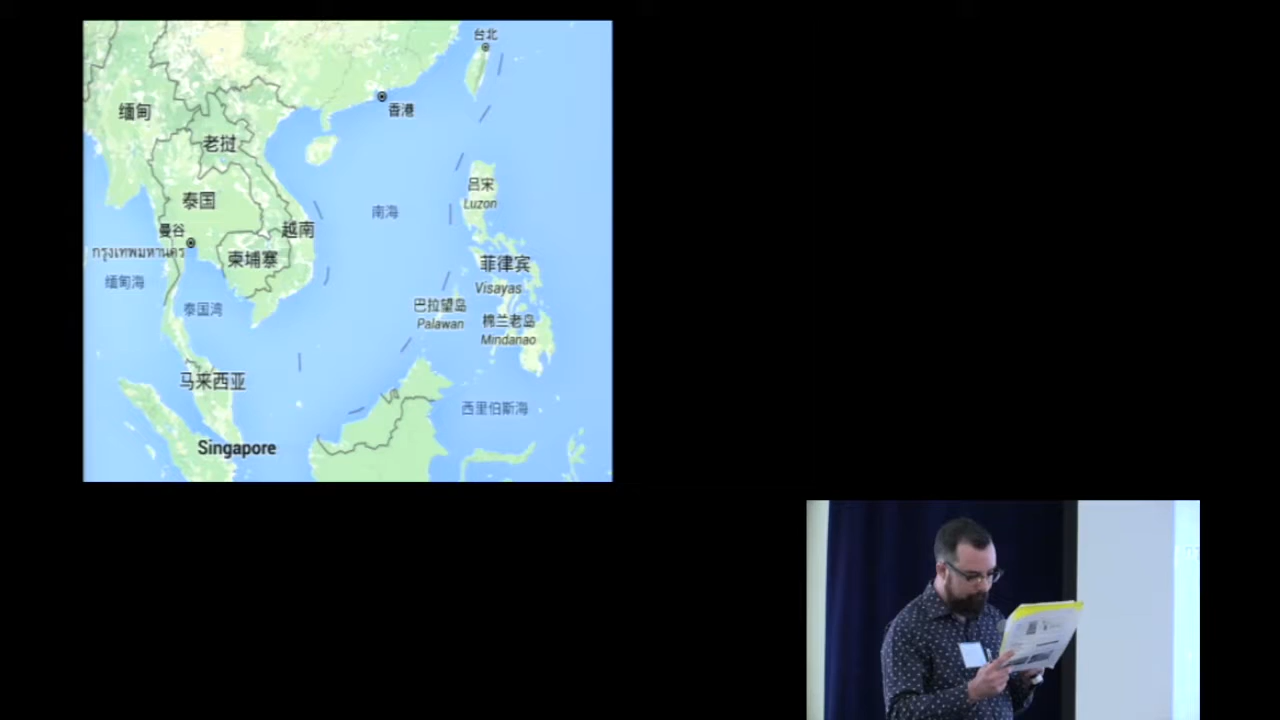 台北
香港
缅甸
老挝
泰国
吕宋
Luzon
南海
曼谷
越南
กรุงเทพมหานคร
柬埔寨
菲律宾
缅甸海
Visayas
泰国湾
巴拉望岛
Palawan
棉兰老岛
Mindanao
马来西亚
西里伯斯海
Singapore